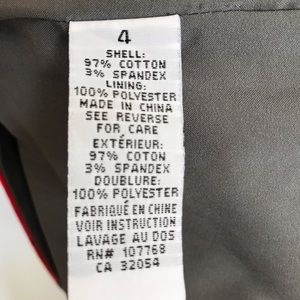 4
SHELL:
97% COTTON
3% SPANDEX
LINING:
100% POLYESTER
MADE IN CHINA
SEE REVERSE
FOR CARE
EXTÉRIEUR:
97% COTON
3% SPANDEX
DOUBLURE:
100% POLYESTER
FABRIQUÉ EN CHINE
VOIR INSTRUCTION
LAVAGE AU DOS
RN# 107768
CA 32054